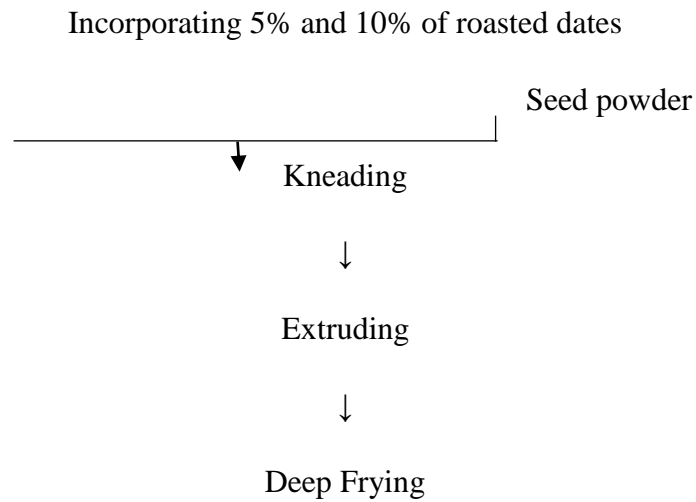 Incorporating 5% and 10% of roasted dates
Seed powder
Kneading
↓
Extruding
↓
Deep Frying